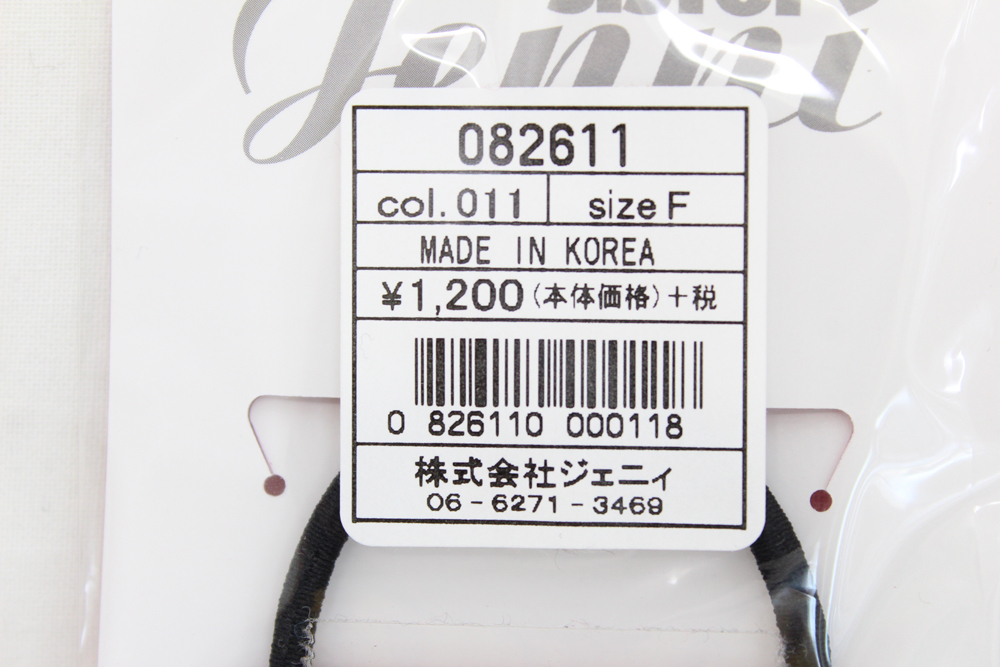 Jenni
082611
col. 011 size F
MADE IN KOREA
¥1,200 (本体価格) +税
0 826110 000118
株式会社ジェニィ
06-6271-3469